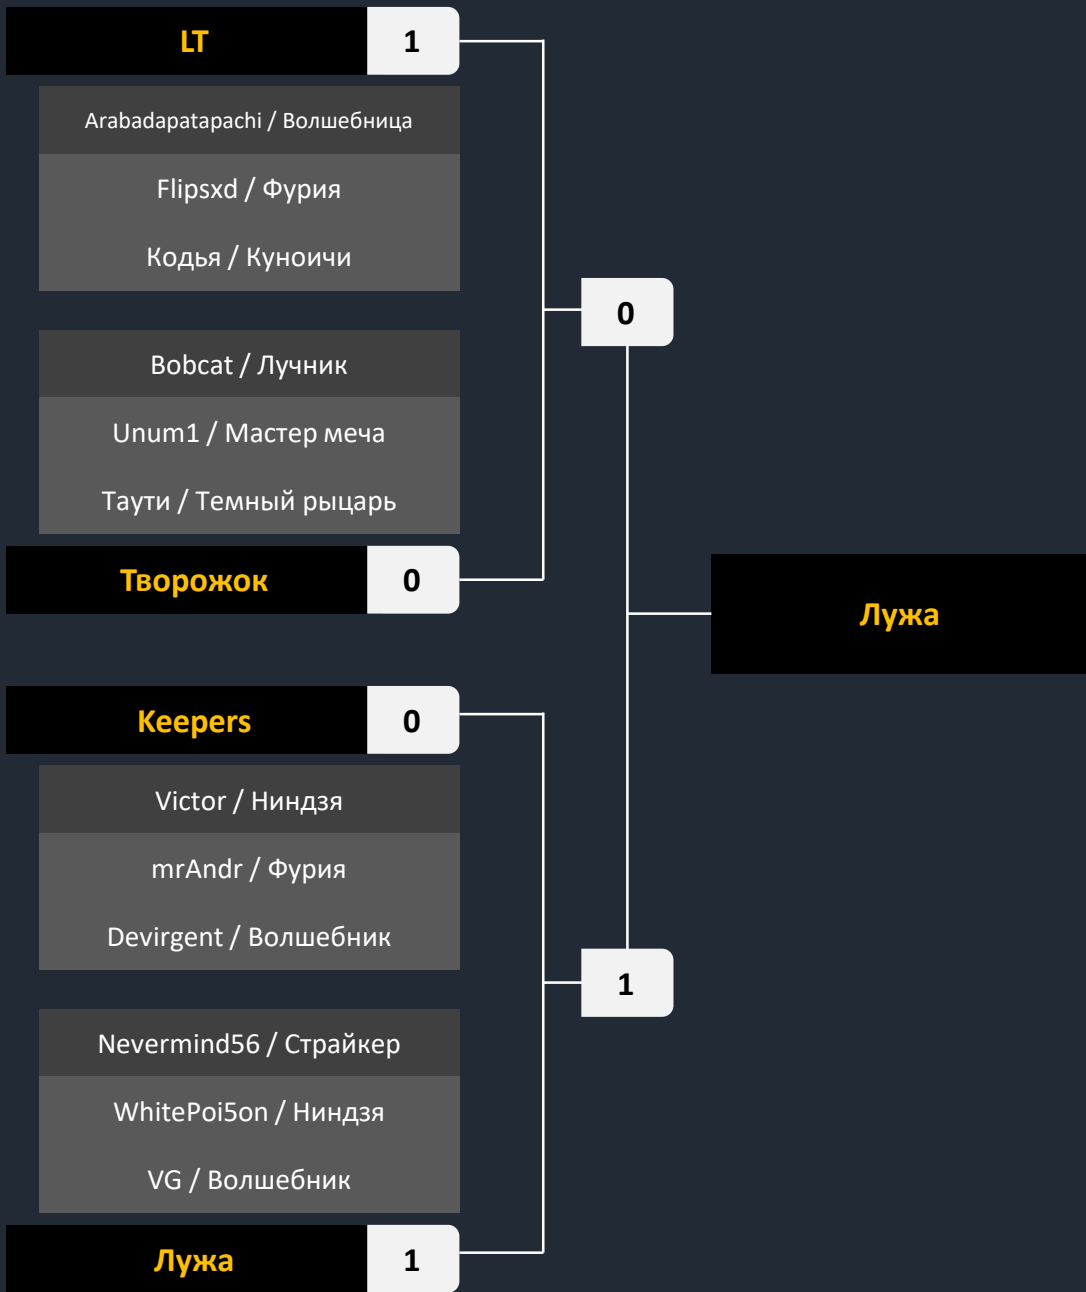 LT 1
Arabadapatapachi / Волшебница
Flipsxd / Фурия
Кодья / Куноичи
0
Bobcat / Лучник
Unum1 / Мастер меча
Таути / Темный рыцарь
Творожок 0
Лужа
Keepers 0
Victor / Ниндзя
mrAndr / Фурия
Devirgent / Волшебник
1
Nevermind56 / Страйкер
WhitePoi5on / Ниндзя
VG / Волшебник
Лужа 1